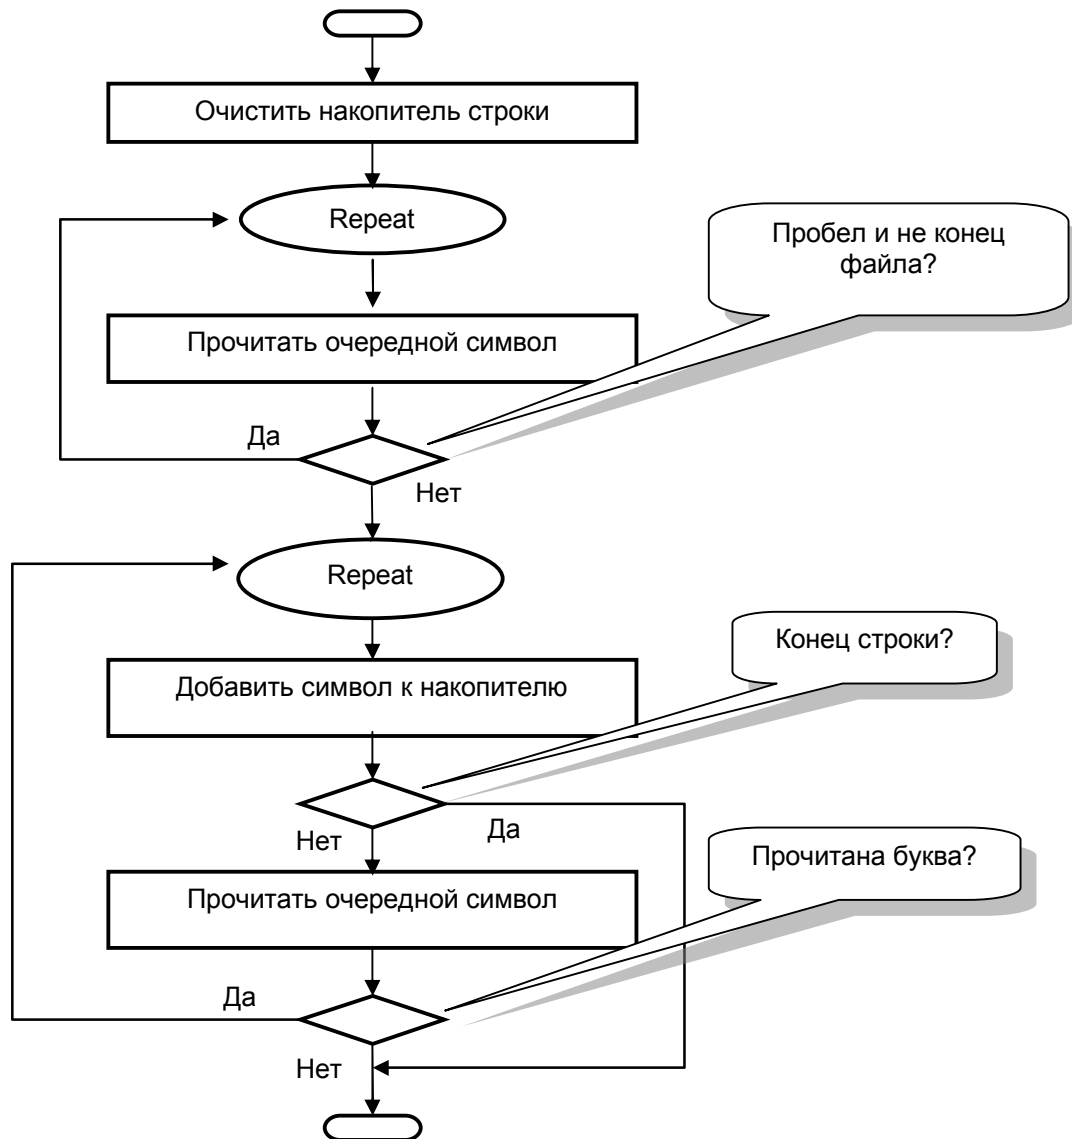 Очистить накопитель строки
Repeat
Пробел и не конец
файла?
Прочитать очередной символ
Да
Нет
Repeat
Конец строки?
Добавить символ к накопителю
Нет
Да
Прочитана буква?
Прочитать очередной символ
Да
Нет